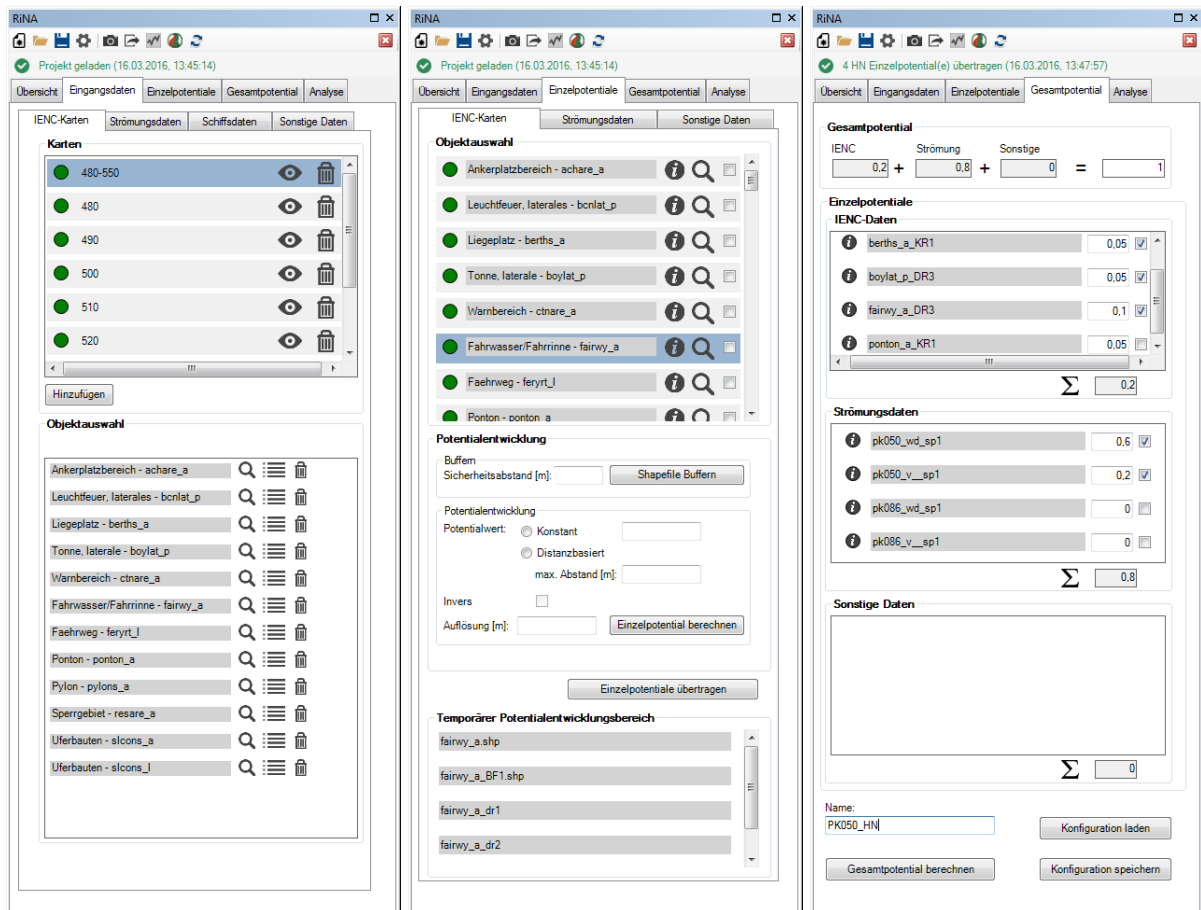 RiNA
Projekt geladen (16.03.2016, 13:45:14)
Übersicht Eingangsdaten Einzelpotentiale Gesamtpotential Analyse
IENC-Karten Strömungsdaten Schiffsdaten Sonstige Daten
Karten
480-550
480
490
500
510
520
Hinzufügen
Objektauswahl
Ankerplatzbereich - achare_a
Leuchtfeuer, laterales - bcnlat_p
Liegeplatz - berths_a
Tonne, laterale - boylat_p
Warnbereich - ctnare_a
Fahrwasser/Fahrrinne - fairwy_a
Faehrweg - feryrt_l
Ponton - ponton_a
Pylon - pylons_a
Sperrgebiet - resare_a
Uferbauten - slcons_a
Uferbauten - slcons_l
RiNA
Projekt geladen (16.03.2016, 13:45:14)
Übersicht Eingangsdaten Einzelpotentiale Gesamtpotential Analyse
IENC-Karten Strömungsdaten Sonstige Daten
Objektauswahl
Ankerplatzbereich - achare_a
Leuchtfeuer, laterales - bcnlat_p
Liegeplatz - berths_a
Tonne, laterale - boylat_p
Warnbereich - ctnare_a
Fahrwasser/Fahrrinne - fairwy_a
Faehrweg - feryrt_l
Ponton - ponton_a
Potentialentwicklung
Buffern
Sicherheitsabstand [m]: Shapefile Buffern
Potentialentwicklung
Potentialwert: Konstant
Distanzbasiert
max. Abstand [m]:
Invers
Auflösung [m]: Einzelpotential berechnen
Einzelpotentiale übertragen
Temporärer Potentialentwicklungsbereich
fairwy_a.shp
fairwy_a_BF1.shp
fairwy_a_dr1
fairwy_a_dr2
RiNA
4 HN Einzelpotential(e) übertragen (16.03.2016, 13:47:57)
Übersicht Eingangsdaten Einzelpotentiale Gesamtpotential Analyse
Gesamtpotential
IENC Strömung Sonstige
0,2 + 0,8 + 0 = 1
Einzelpotentiale
IENC-Daten
berths_a_KR1 0,05
boylat_p_DR3 0,05
fairwy_a_DR3 0,1
ponton_a_KR1 0,05
Σ 0,2
Strömungsdaten
pk050_wd_sp1 0,6
pk050_v__sp1 0,2
pk086_wd_sp1 0
pk086_v__sp1 0
Σ 0,8
Sonstige Daten
Σ 0
Name:
PK050_HN
Konfiguration laden
Gesamtpotential berechnen Konfiguration speichern